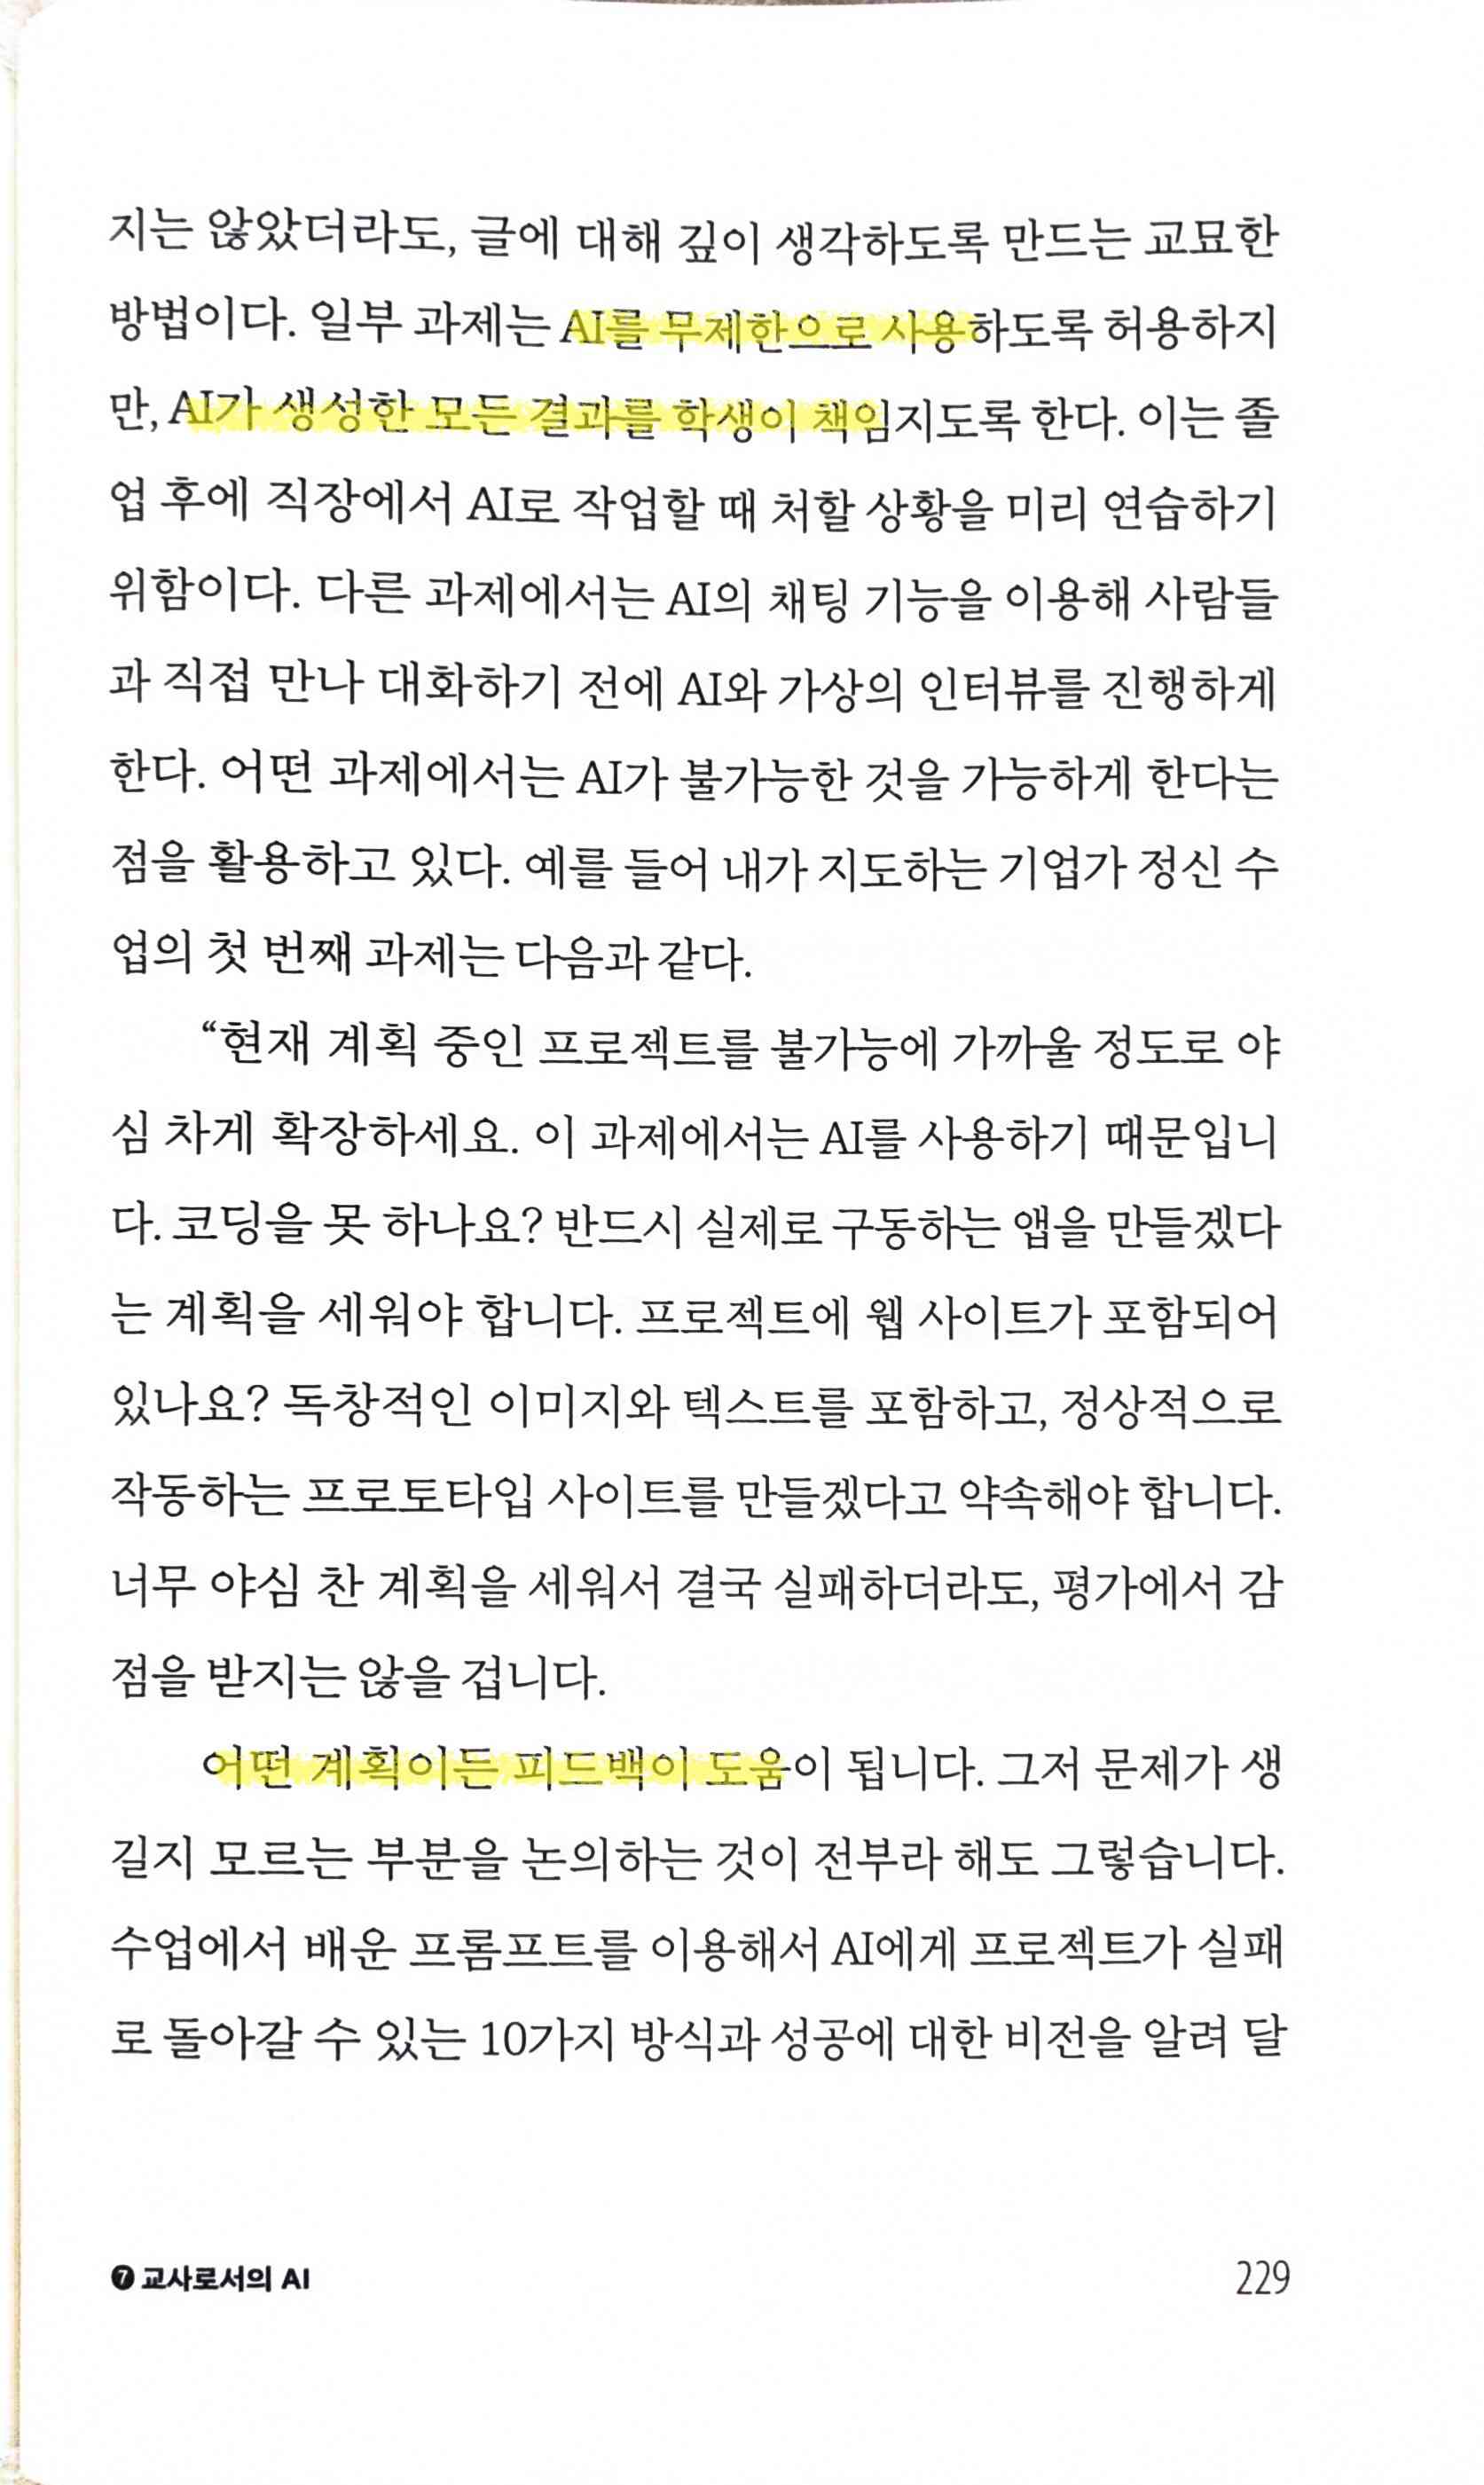 지는 않았더라도, 글에 대해 깊이 생각하도록 만드는 교묘한
방법이다. 일부 과제는 AI를 무제한으로 사용하도록 허용하지
만, AI가 생성한 모든 결과를 학생이 책임지도록 한다. 이는 졸
업 후에 직장에서 AI로 작업할 때 처할 상황을 미리 연습하기
위함이다. 다른 과제에서는 AI의 채팅 기능을 이용해 사람들
과 직접 만나 대화하기 전에 AI와 가상의 인터뷰를 진행하게
한다. 어떤 과제에서는 AI가 불가능한 것을 가능하게 한다는
점을 활용하고 있다. 예를 들어 내가 지도하는 기업가 정신 수
업의 첫 번째 과제는 다음과 같다.
“현재 계획 중인 프로젝트를 불가능에 가까울 정도로 야
심 차게 확장하세요. 이 과제에서는 AI를 사용하기 때문입니
다. 코딩을 못 하나요? 반드시 실제로 구동하는 앱을 만들겠다
는 계획을 세워야 합니다. 프로젝트에 웹 사이트가 포함되어
있나요? 독창적인 이미지와 텍스트를 포함하고, 정상적으로
작동하는 프로토타입 사이트를 만들겠다고 약속해야 합니다.
너무 야심 찬 계획을 세워서 결국 실패하더라도, 평가에서 감
점을 받지는 않을 겁니다.
어떤 계획이든 피드백이 도움이 됩니다. 그저 문제가 생
길지 모르는 부분을 논의하는 것이 전부라 해도 그렇습니다.
수업에서 배운 프롬프트를 이용해서 AI에게 프로젝트가 실패
로 돌아갈 수 있는 10가지 방식과 성공에 대한 비전을 알려 달
❼ 교사로서의 AI
229